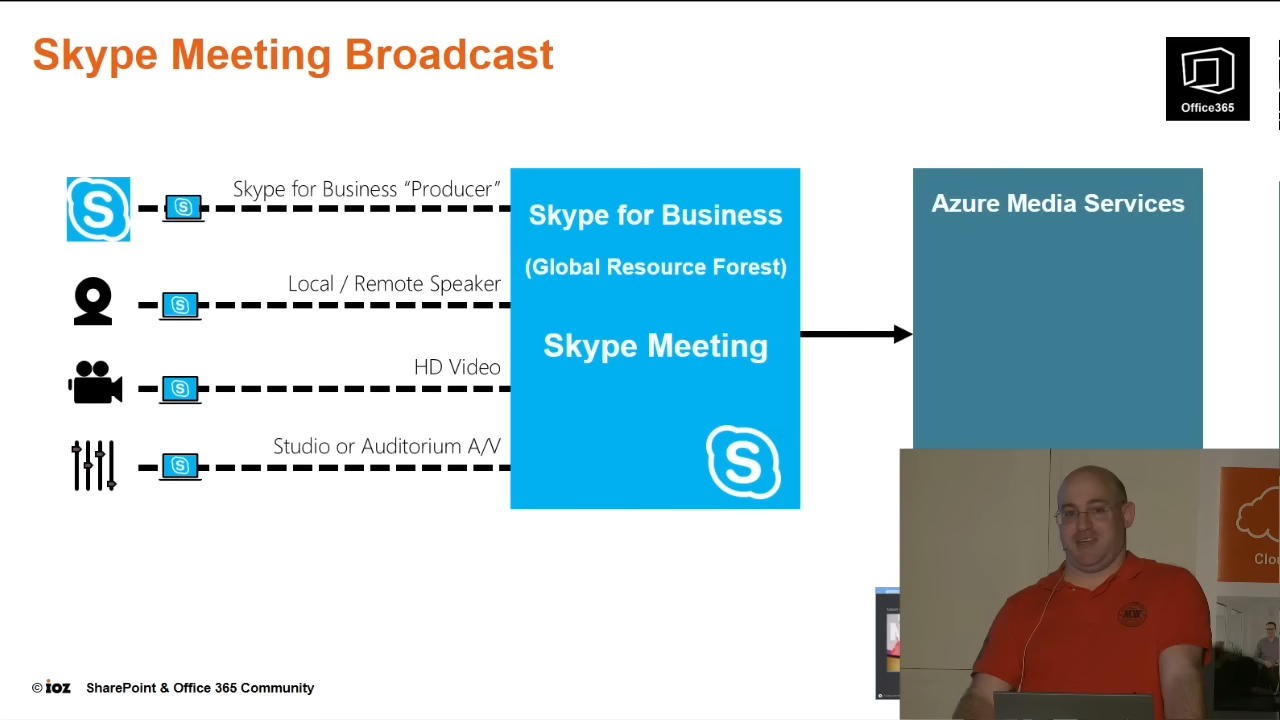 Skype Meeting Broadcast
Office365
Skype for Business “Producer”
Local / Remote Speaker
HD Video
Studio or Auditorium A/V
Skype for Business
(Global Resource Forest)
Skype Meeting
Azure Media Services
© ioz SharePoint & Office 365 Community